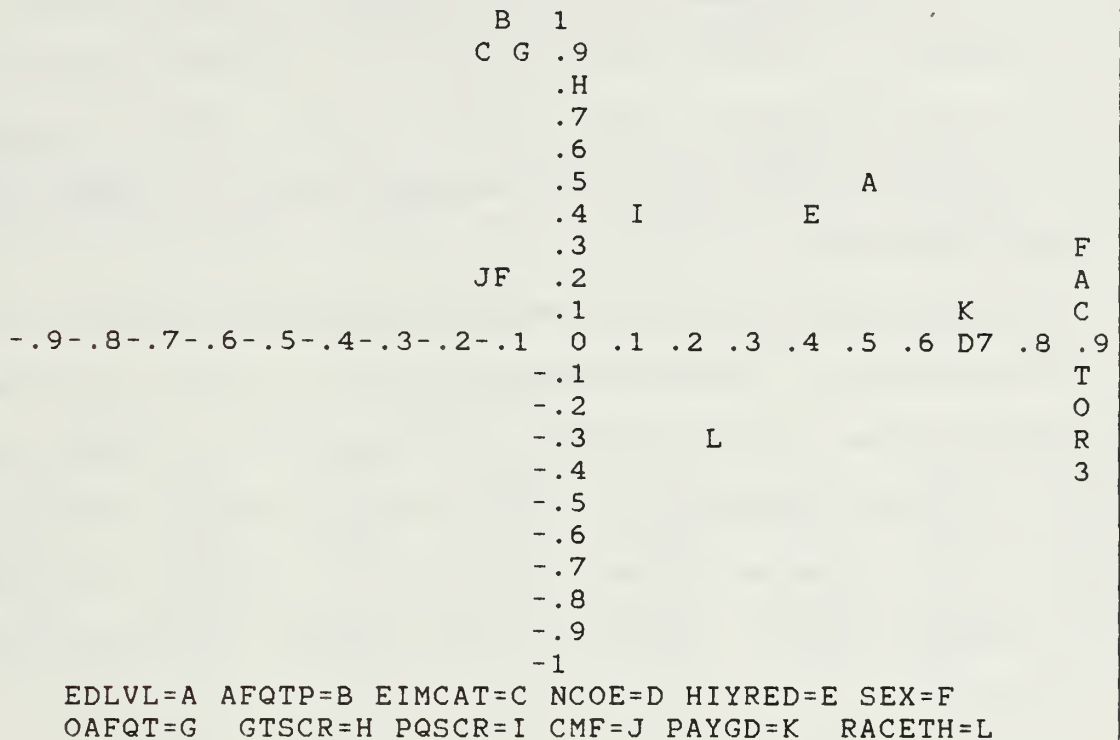 B 1
C G .9
.H
.7
.6
.5 A
.4 I E
.3 F
JF .2 A
.1 K C
-.9-.8-.7-.6-.5-.4-.3-.2-.1 0 .1 .2 .3 .4 .5 .6 D7 .8 .9
-.1 T
-.2 O
-.3 L R
-.4 3
-.5
-.6
-.7
-.8
-.9
-1
EDLVL=A AFQTP=B EIMCAT=C NCOE=D HIYRED=E SEX=F
OAFQT=G GTSCR=H PQSCR=I CMF=J PAYGD=K RACETH=L